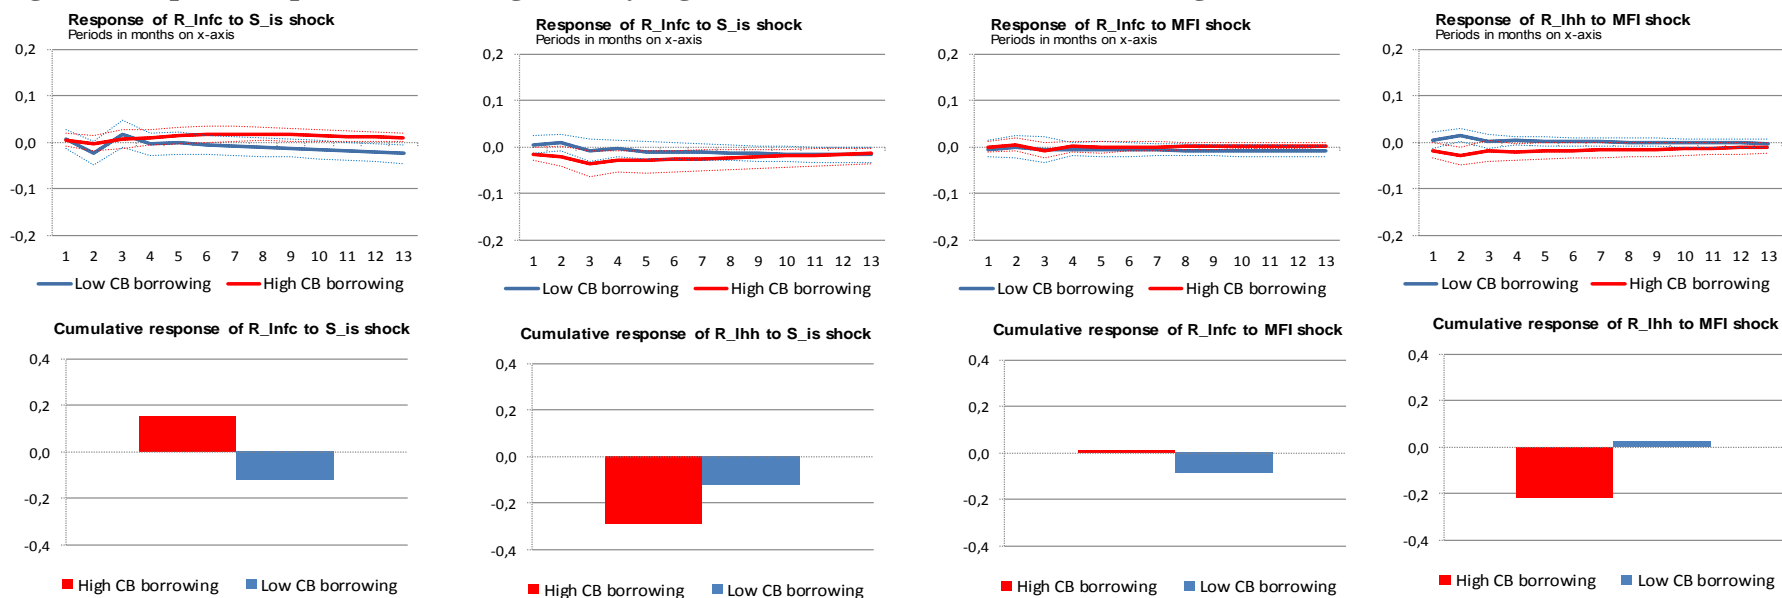 Response of R_lnfc to S_is shock
Periods in months on x-axis
0,2
0,1
0,0
-0,1
-0,2
1 2 3 4 5 6 7 8 9 10 11 12 13
Low CB borrowing High CB borrowing
Response of R_lnfc to S_is shock
Periods in months on x-axis
0,2
0,1
0,0
-0,1
-0,2
1 2 3 4 5 6 7 8 9 10 11 12 13
Low CB borrowing High CB borrowing
Response of R_lnfc to MFI shock
Periods in months on x-axis
0,2
0,1
0,0
-0,1
-0,2
1 2 3 4 5 6 7 8 9 10 11 12 13
Low CB borrowing High CB borrowing
Response of R_lhh to MFI shock
Periods in months on x-axis
0,2
0,1
0,0
-0,1
-0,2
1 2 3 4 5 6 7 8 9 10 11 12 13
Low CB borrowing High CB borrowing
Cumulative response of R_lnfc to S_is shock
0,4
0,2
0,0
-0,2
-0,4
High CB borrowing Low CB borrowing
Cumulative response of R_lhh to S_is shock
0,4
0,2
0,0
-0,2
-0,4
High CB borrowing Low CB borrowing
Cumulative response of R_lnfc to MFI shock
0,4
0,2
0,0
-0,2
-0,4
High CB borrowing Low CB borrowing
Cumulative response of R_lhh to MFI shock
0,4
0,2
0,0
-0,2
-0,4
High CB borrowing Low CB borrowing